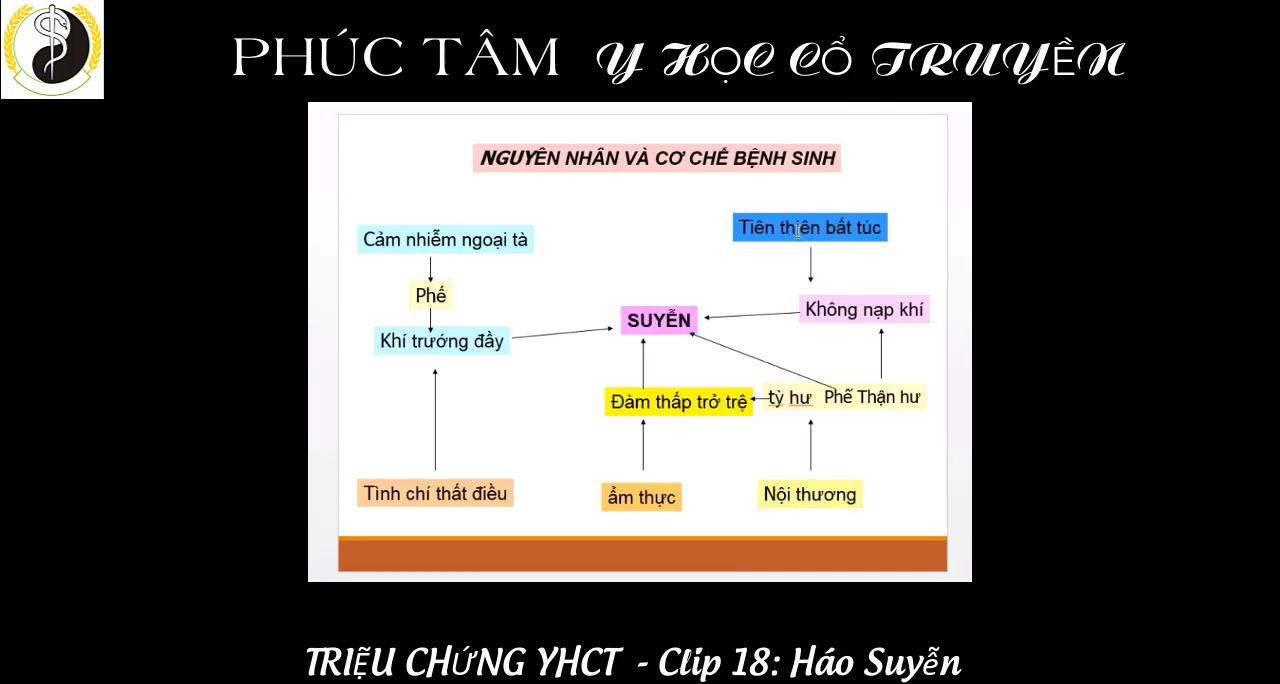 PHÚC TÂM Y HỌC CỔ TRUYỀN
NGUYÊN NHÂN VÀ CƠ CHẾ BỆNH SINH
Tiên thiên bất túc
Cảm nhiễm ngoại tà
Phế
Không nạp khí
SUYỄN
Khí trướng đầy
Đàm thấp trở trệ
tỳ hư Phế Thận hư
Tình chí thất điều
ẩm thực
Nội thương
TRIỆU CHỨNG YHCT - Clip 18: Háo Suyễn